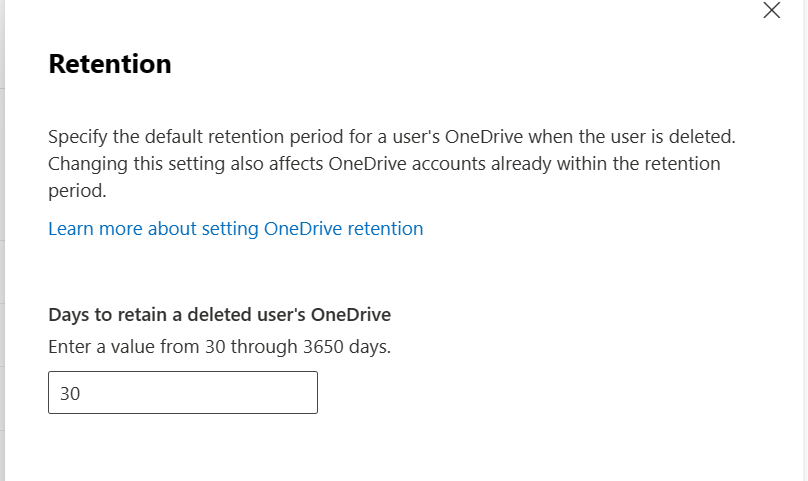 Retention
Specify the default retention period for a user's OneDrive when the user is deleted.
Changing this setting also affects OneDrive accounts already within the retention
period.
Learn more about setting OneDrive retention
Days to retain a deleted user's OneDrive
Enter a value from 30 through 3650 days.
30